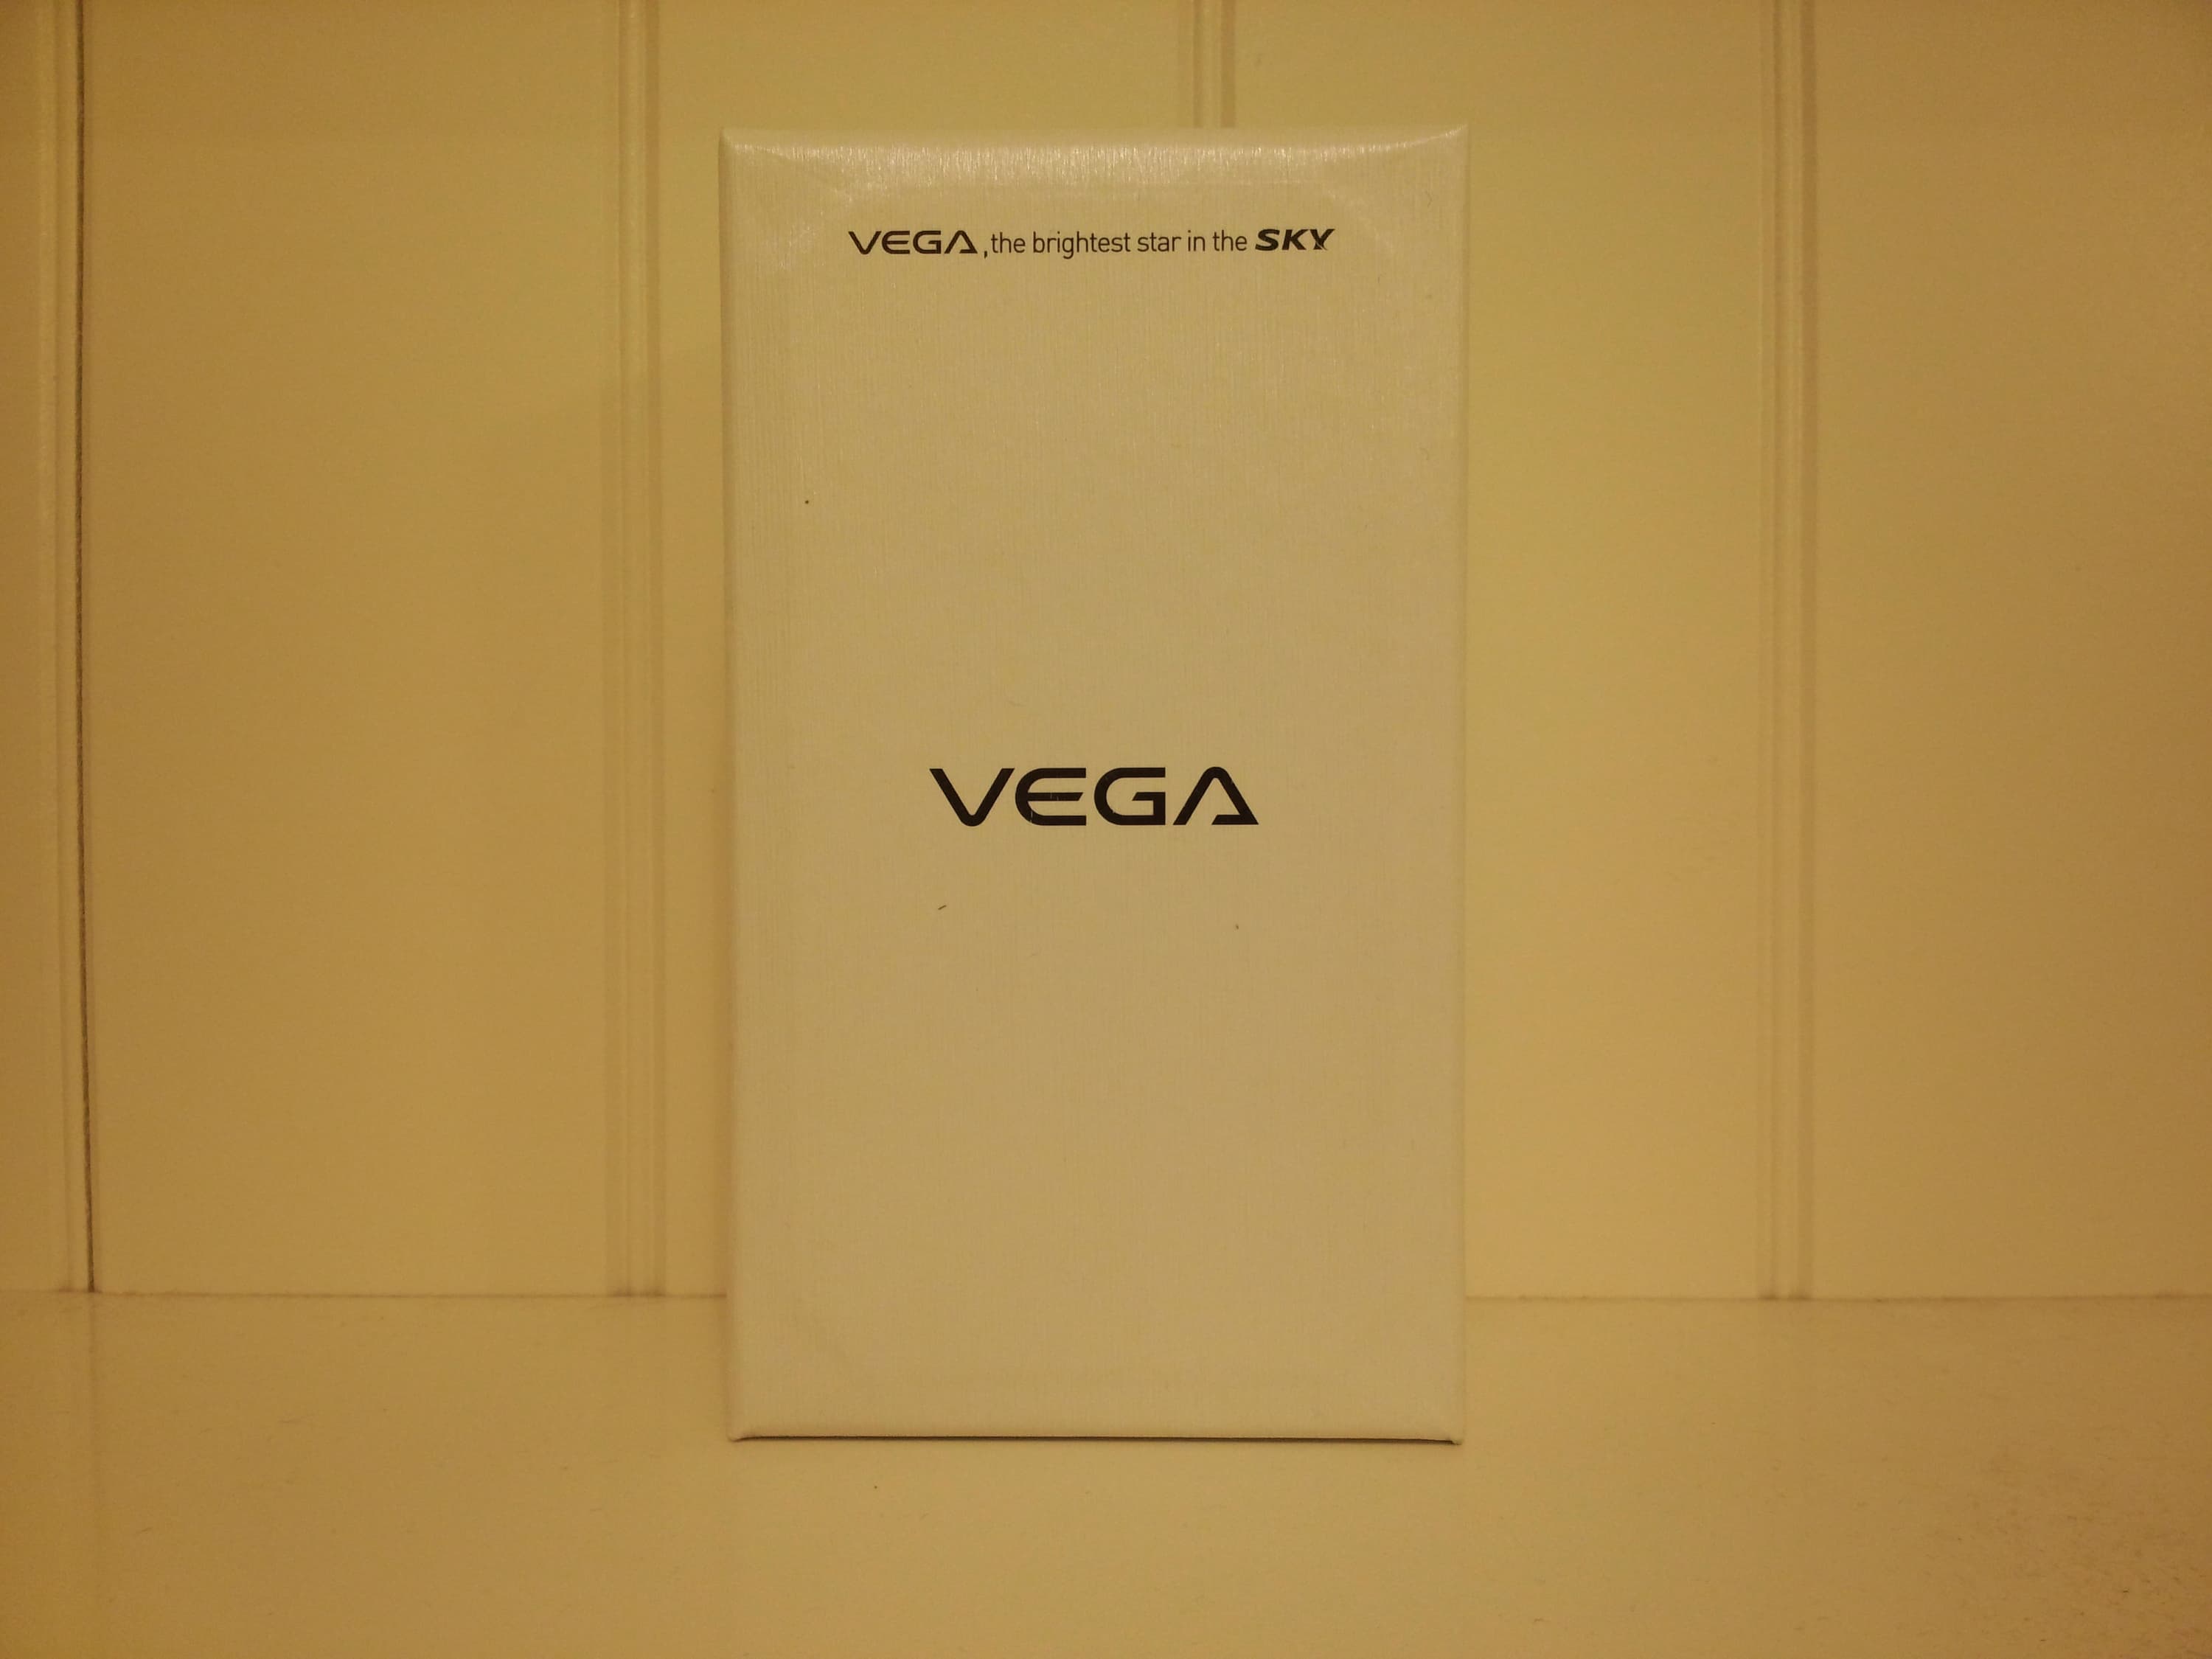 VEGA, the brightest star in the SKY
VEGA